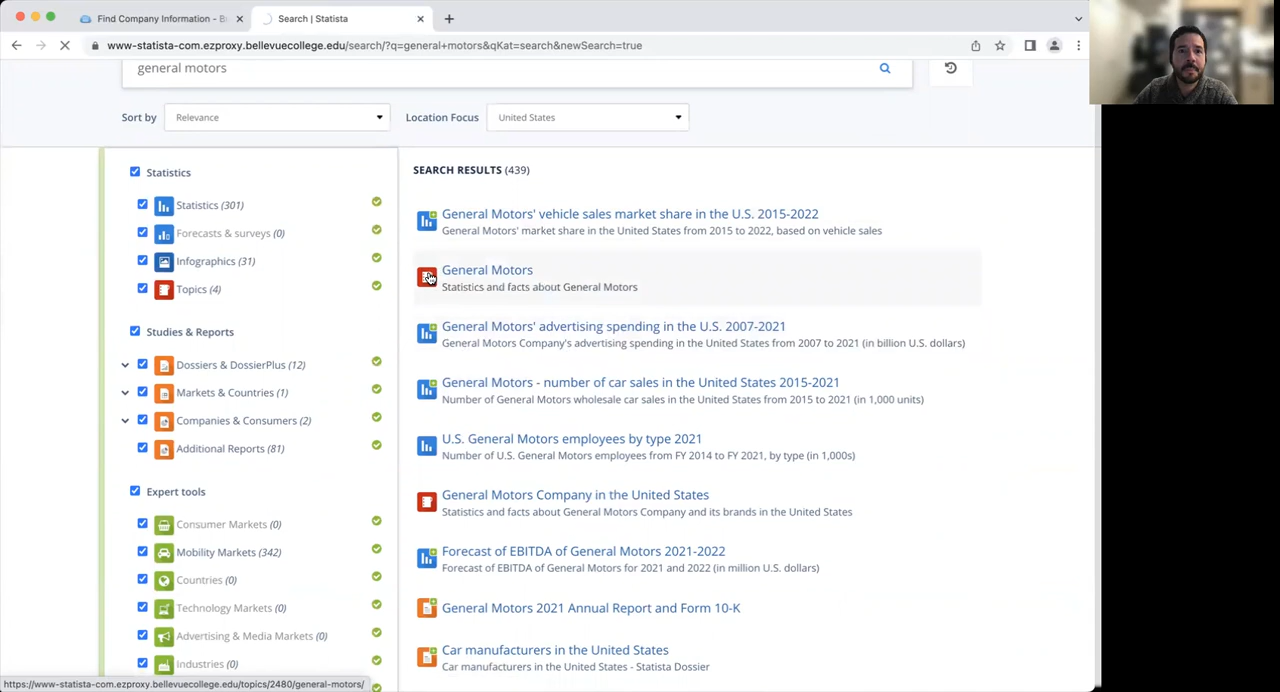 Find Company Information - B
Search | Statista
www-statista-com.ezproxy.bellevuecollege.edu/search/?q=general+motors&qKat=search&newSearch=true
general motors
Sort by
Relevance
Location Focus
United States
Statistics
Statistics (301)
Forecasts & surveys (0)
Infographics (31)
Topics (4)
Studies & Reports
Dossiers & DossierPlus (12)
Markets & Countries (1)
Companies & Consumers (2)
Additional Reports (81)
Expert tools
Consumer Markets (0)
Mobility Markets (342)
Countries (0)
Technology Markets (0)
Advertising & Media Markets (0)
Industries (0)
SEARCH RESULTS (439)
General Motors' vehicle sales market share in the U.S. 2015-2022
General Motors' market share in the United States from 2015 to 2022, based on vehicle sales
General Motors
Statistics and facts about General Motors
General Motors' advertising spending in the U.S. 2007-2021
General Motors Company's advertising spending in the United States from 2007 to 2021 (in billion U.S. dollars)
General Motors - number of car sales in the United States 2015-2021
Number of General Motors wholesale car sales in the United States from 2015 to 2021 (in 1,000 units)
U.S. General Motors employees by type 2021
Number of U.S. General Motors employees from FY 2014 to FY 2021, by type (in 1,000s)
General Motors Company in the United States
Statistics and facts about General Motors Company and its brands in the United States
Forecast of EBITDA of General Motors 2021-2022
Forecast of EBITDA of General Motors for 2021 and 2022 (in million U.S. dollars)
General Motors 2021 Annual Report and Form 10-K
Car manufacturers in the United States
Car manufacturers in the United States - Statista Dossier
https://www-statista-com.ezproxy.bellevuecollege.edu/topics/2480/general-motors/